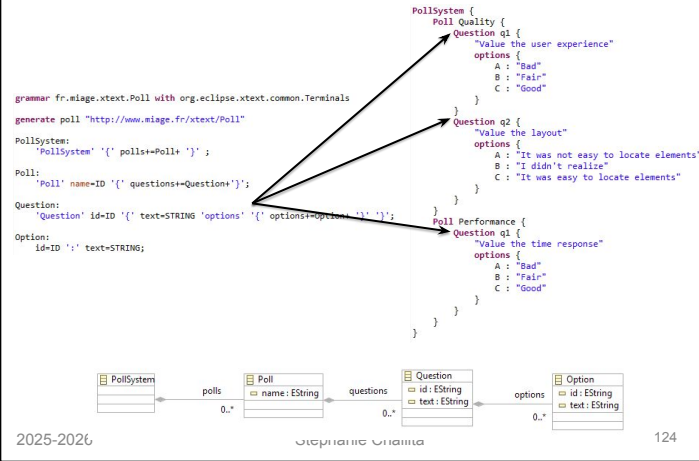 grammar fr.miage.xtext.Poll with org.eclipse.xtext.common.Terminals
generate poll "http://www.miage.fr/xtext/Poll"
PollSystem:
'PollSystem' '{' polls+=Poll+ '}' ;
Poll:
'Poll' name=ID '{' questions+=Question+'}';
Question:
'Question' id=ID '{' text=STRING 'options' '{' options+=Option+ '}' '}';
Option:
id=ID ':' text=STRING;
PollSystem {
Poll Quality {
Question q1 {
"Value the user experience"
options {
A : "Bad"
B : "Fair"
C : "Good"
}
}
Question q2 {
"Value the layout"
options {
A : "It was not easy to locate elements"
B : "I didn't realize"
C : "It was easy to locate elements"
}
}
}
Poll Performance {
Question q1 {
"Value the time response"
options {
A : "Bad"
B : "Fair"
C : "Good"
}
}
}
}
PollSystem
polls
0..*
Poll
name : EString
questions
0..*
Question
id : EString
text : EString
options
0..*
Option
id : EString
text : EString
2025-2026
Stephanie Challita
124